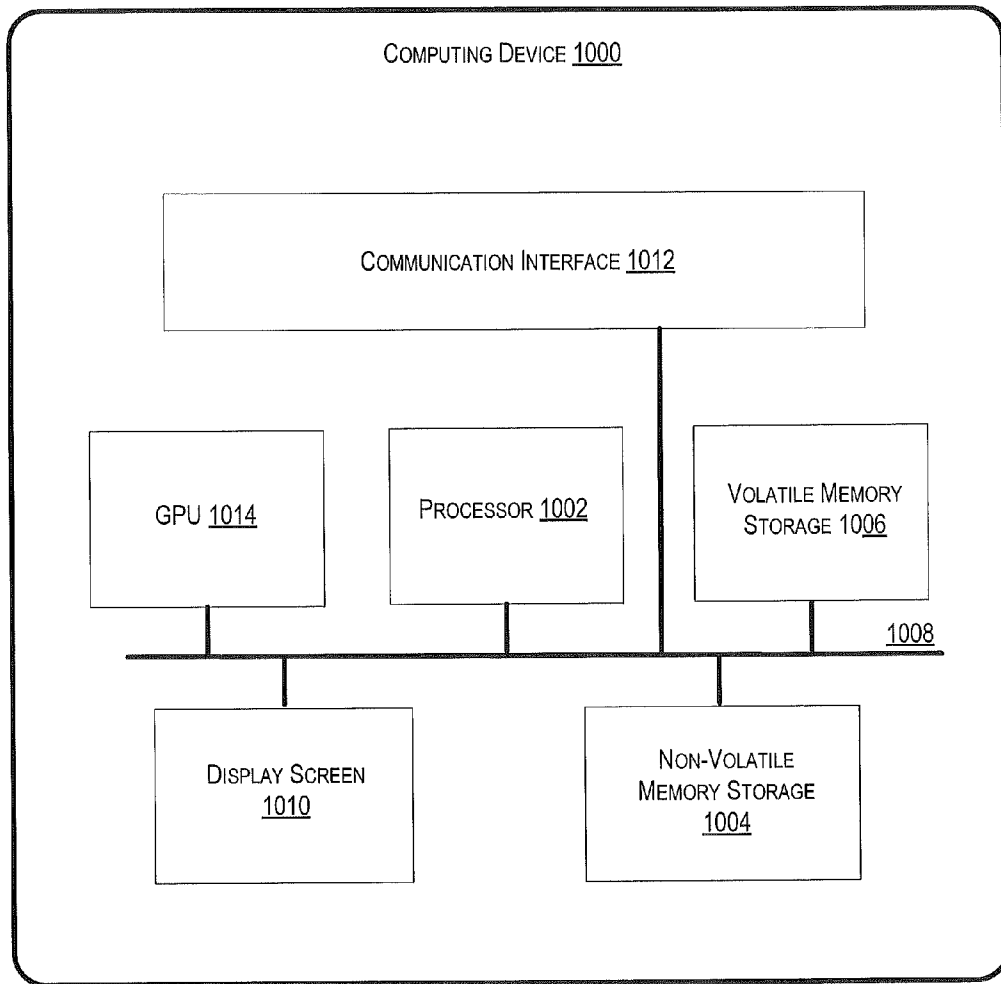 COMPUTING DEVICE 1000
COMMUNICATION INTERFACE 1012
GPU 1014
PROCESSOR 1002
VOLATILE MEMORY
STORAGE 1006
1008
DISPLAY SCREEN
1010
NON-VOLATILE
MEMORY STORAGE
1004